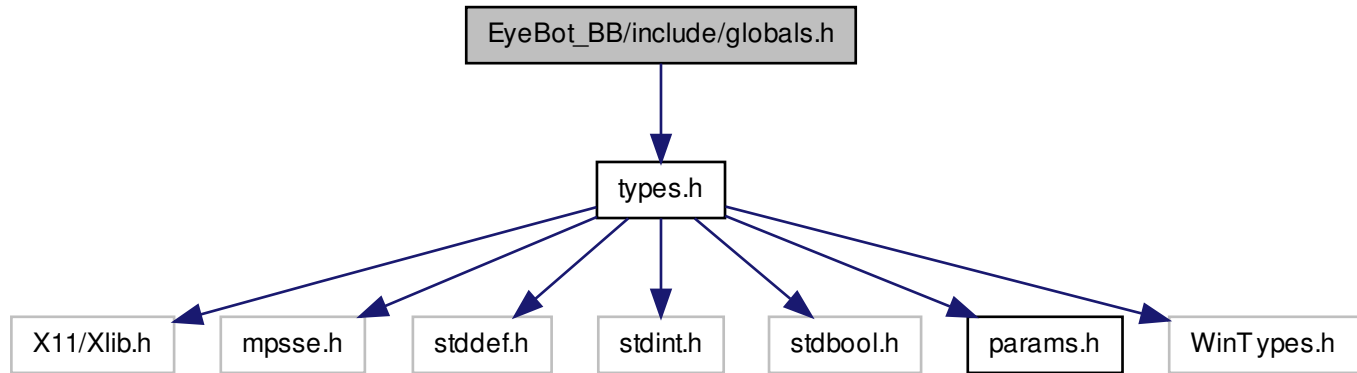 EyeBot_BB/include/globals.h
types.h
X11/Xlib.h
mpsse.h
stddef.h
stdint.h
stdbool.h
params.h
WinTypes.h